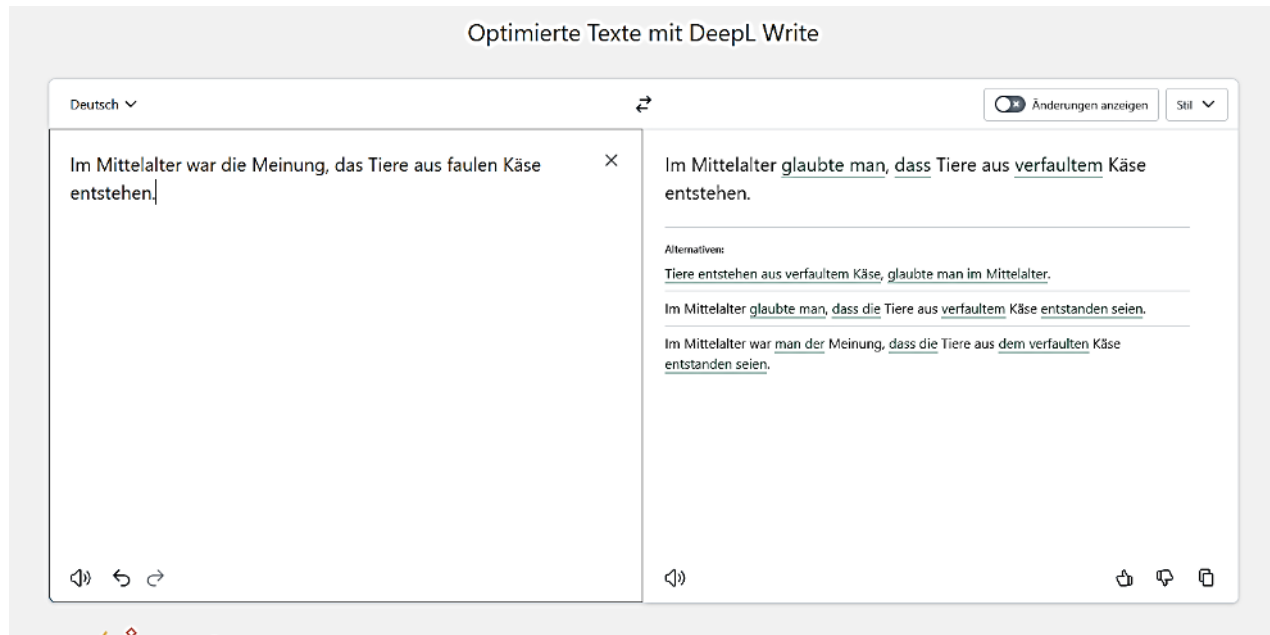 Optimierte Texte mit DeepL Write
Deutsch
Änderungen anzeigen
Stil
Im Mittelalter war die Meinung, das Tiere aus faulen Käse
entstehen.
Im Mittelalter glaubte man, dass Tiere aus verfaultem Käse
entstehen.
Alternativen:
Tiere entstehen aus verfaultem Käse, glaubte man im Mittelalter.
Im Mittelalter glaubte man, dass die Tiere aus verfaultem Käse entstanden seien.
Im Mittelalter war man der Meinung, dass die Tiere aus dem verfaulten Käse
entstanden seien.